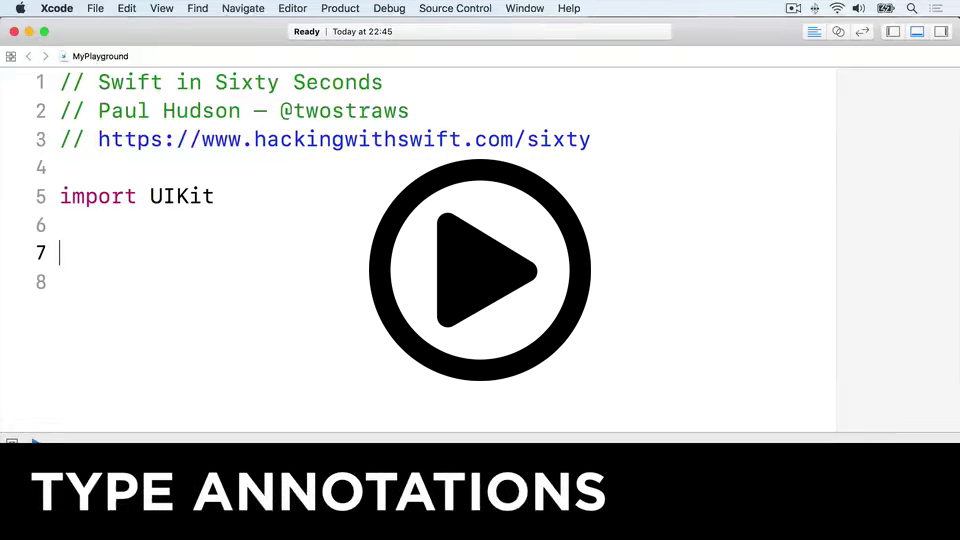 Xcode File Edit View Find Navigate Editor Product Debug Source Control Window Help
Ready | Today at 22:45
MyPlayground
1 // Swift in Sixty Seconds
2 // Paul Hudson — @twostraws
3 // https://www.hackingwithswift.com/sixty
4
5 import UIKit
6
7
8
TYPE ANNOTATIONS